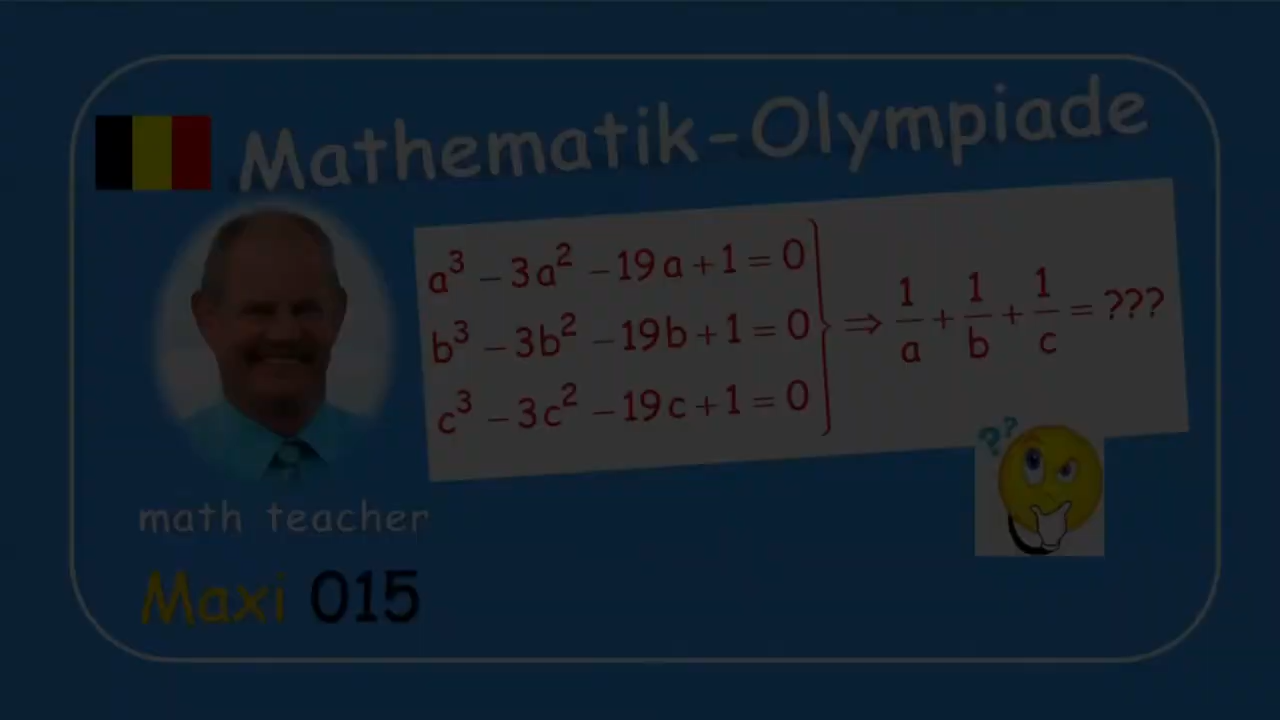 Mathematik-Olympiade
a³ - 3a² - 19a + 1 = 0
b³ - 3b² - 19b + 1 = 0
c³ - 3c² - 19c + 1 = 0
} ⇒ 1/a + 1/b + 1/c = ???
??
math teacher
Maxi 015